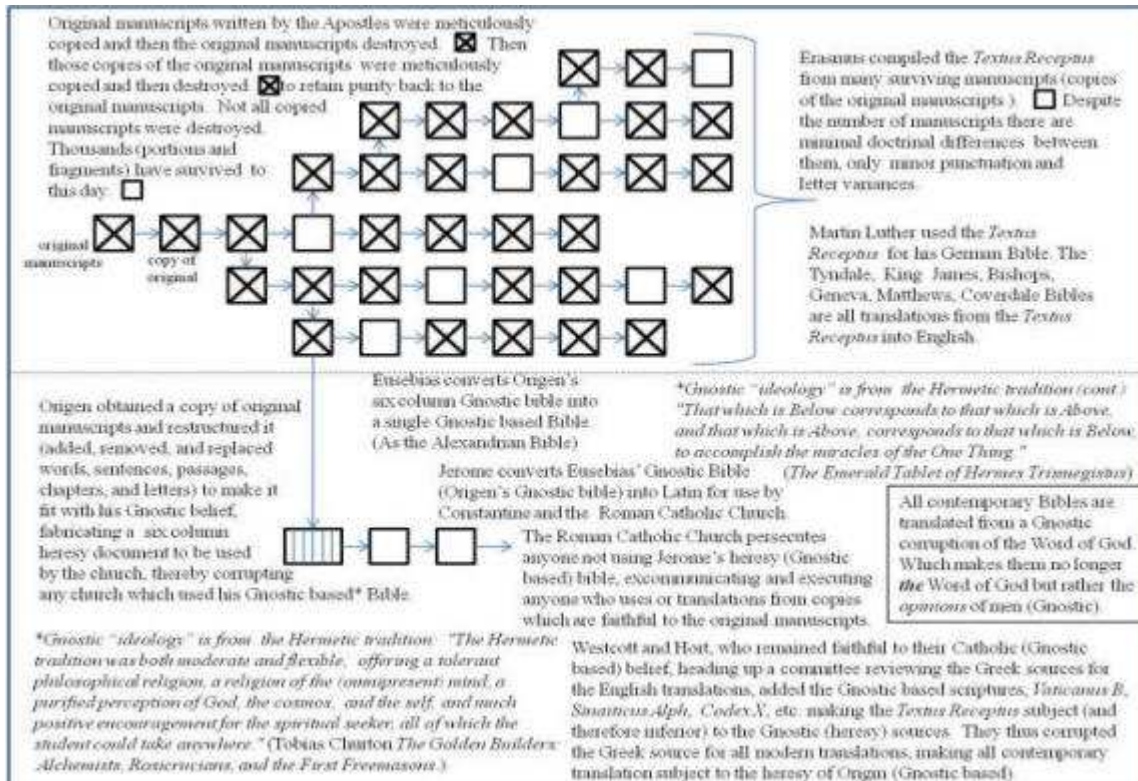 Original manuscripts written by the Apostles were meticulously
copied and then the original manuscripts destroyed. Then
those copies of the original manuscripts were meticulously
copied and then destroyed to retain purity back to the
original manuscripts. Not all copied
manuscripts were destroyed.
Thousands (portions and
fragments) have survived to
this day.
original
manuscripts
copy of
original
Erasmus compiled the Textus Receptus
from many surviving manuscripts (copies
of the original manuscripts ). Despite
the number of manuscripts there are
minimal doctrinal differences between
them, only minor punctuation and
letter variances.
Martin Luther used the Textus
Receptus for his German Bible. The
Tyndale, King James, Bishops,
Geneva, Matthews, Coverdale Bibles
are all translations from the Textus
Receptus into English.
Origen obtained a copy of original
manuscripts and restructured it
(added, removed, and replaced
words, sentences, passages,
chapters, and letters) to make it
fit with his Gnostic belief,
fabricating a six column
heresy document to be used
by the church, thereby corrupting
any church which used his Gnostic based* Bible.
Eusebias converts Origen's
six column Gnostic bible into
a single Gnostic based Bible
(As the Alexandrian Bible)
Jerome converts Eusebias' Gnostic Bible
(Origen's Gnostic bible) into Latin for use by
Constantine and the Roman Catholic Church.
The Roman Catholic Church persecutes
anyone not using Jerome's heresy (Gnostic
based) bible, excommunicating and executing
anyone who uses or translations from copies
which are faithful to the original manuscripts.
*Gnostic "ideology" is from the Hermetic tradition (cont.)
"That which is Below corresponds to that which is Above,
and that which is Above, corresponds to that which is Below,
to accomplish the miracles of the One Thing."
(The Emerald Tablet of Hermes Trismegistus)
All contemporary Bibles are
translated from a Gnostic
corruption of the Word of God.
Which makes them no longer
the Word of God but rather the
opinions of men (Gnostic).
*Gnostic "ideology" is from the Hermetic tradition "The Hermetic
tradition was both moderate and flexible, offering a tolerant
philosophical religion, a religion of the (omnipresent) mind, a
purified perception of God, the cosmos, and the self, and much
positive encouragement for the spiritual seeker, all of which the
student could take anywhere." (Tobias Churton The Golden Builders:
Alchemists, Rosicrucians, and the First Freemasons.)
Westcott and Hort, who remained faithful to their Catholic (Gnostic
based) belief, heading up a committee reviewing the Greek sources for
the English translations, added the Gnostic based scriptures, Vaticanus B,
Sinaiticus Alph, Codex X, etc. making the Textus Receptus subject (and
therefore inferior) to the Gnostic (heresy) sources. They thus corrupted
the Greek source for all modern translations, making all contemporary
translation subject to the heresy of Origin (Gnostic based)